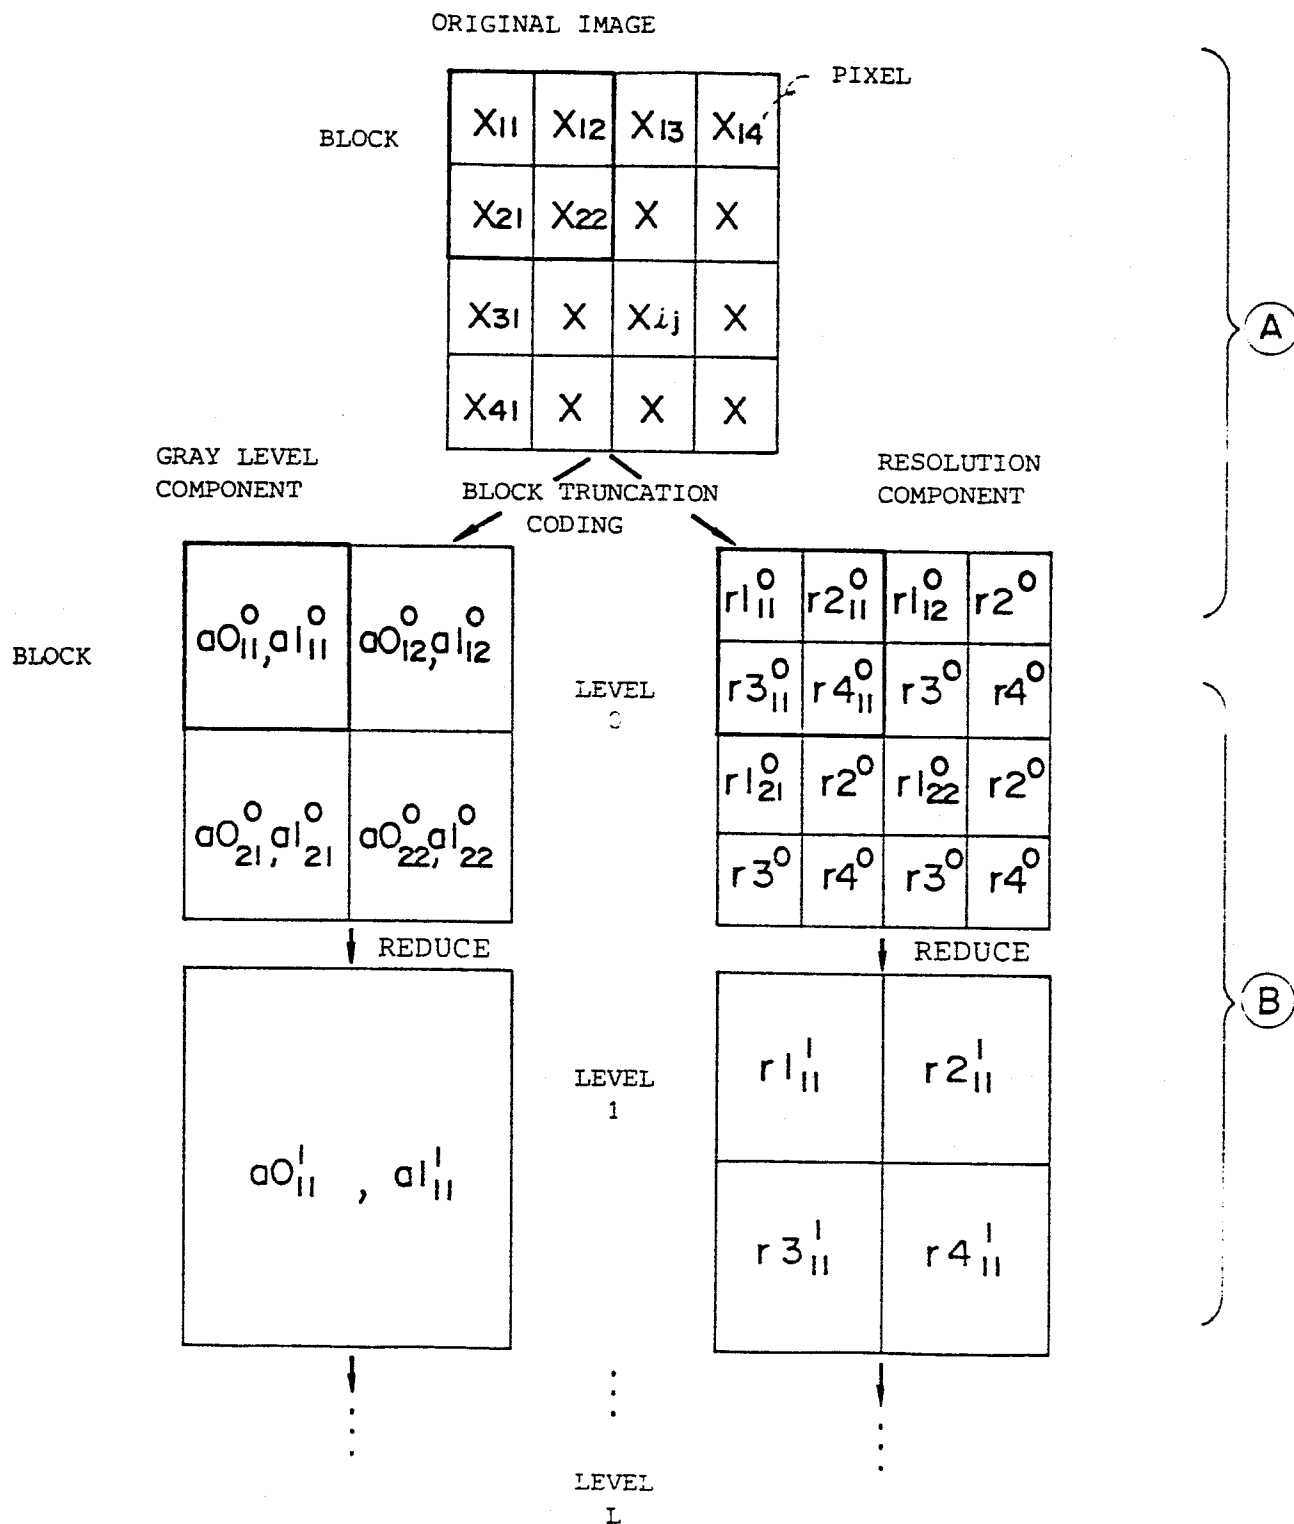 ORIGINAL IMAGE
PIXEL
BLOCK
X11 X12 X13 X14
X21 X22 X X
X31 X Xij X
X41 X X X
A
GRAY LEVEL
COMPONENT
BLOCK TRUNCATION
CODING
RESOLUTION
COMPONENT
BLOCK
a0⁰11,a1⁰11 a0⁰12,a1⁰12
a0⁰21,a1⁰21 a0⁰22,a1⁰22
LEVEL
0
r1⁰11 r2⁰11 r1⁰12 r2⁰
r3⁰11 r4⁰11 r3⁰ r4⁰
r1⁰21 r2⁰ r1⁰22 r2⁰
r3⁰ r4⁰ r3⁰ r4⁰
REDUCE
REDUCE
B
a0¹11 , a1¹11
LEVEL
1
r1¹11 r2¹11
r3¹11 r4¹11
LEVEL
L